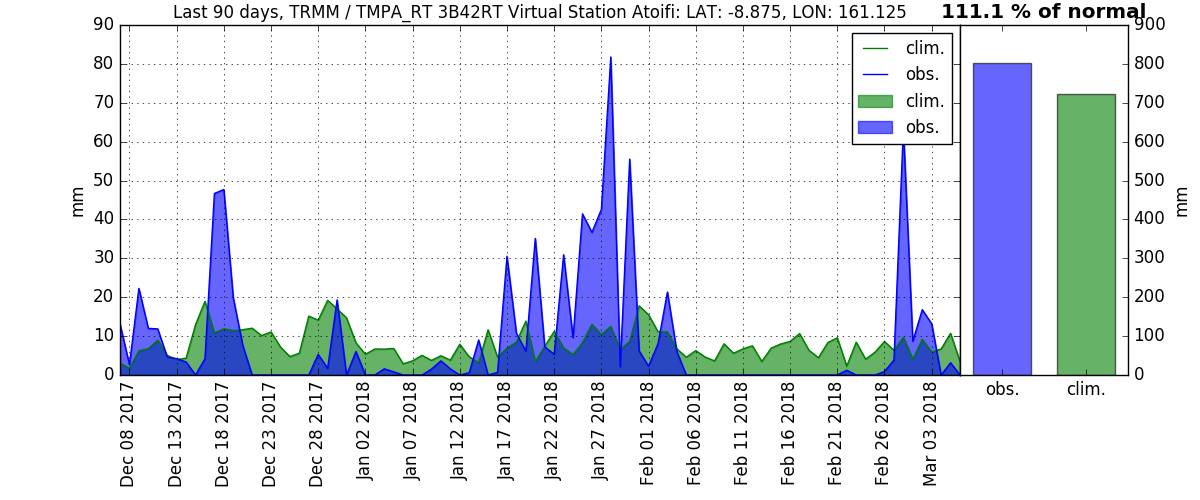 Last 90 days, TRMM / TMPA_RT 3B42RT Virtual Station Atoifi: LAT: -8.875, LON: 161.125
111.1 % of normal
90
80
70
60
50
40
30
20
10
0
mm
clim.
obs.
clim.
obs.
900
800
700
600
500
400
300
200
100
0
mm
obs.
clim.
Dec 08 2017
Dec 13 2017
Dec 18 2017
Dec 23 2017
Dec 28 2017
Jan 02 2018
Jan 07 2018
Jan 12 2018
Jan 17 2018
Jan 22 2018
Jan 27 2018
Feb 01 2018
Feb 06 2018
Feb 11 2018
Feb 16 2018
Feb 21 2018
Feb 26 2018
Mar 03 2018